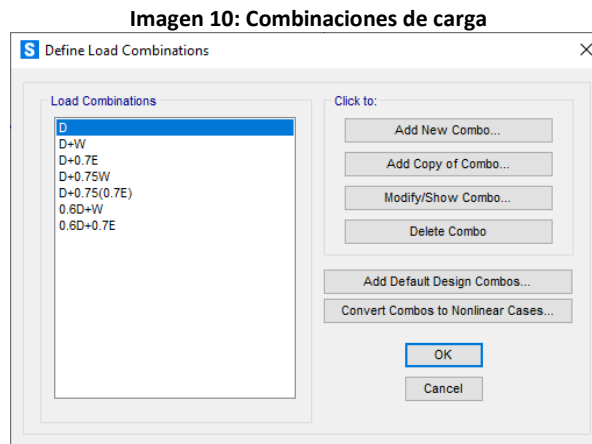 Imagen 10: Combinaciones de carga
S Define Load Combinations
Load Combinations
D
D+W
D+0.7E
D+0.75W
D+0.75(0.7E)
0.6D+W
0.6D+0.7E
Click to:
Add New Combo...
Add Copy of Combo...
Modify/Show Combo...
Delete Combo
Add Default Design Combos...
Convert Combos to Nonlinear Cases...
OK
Cancel